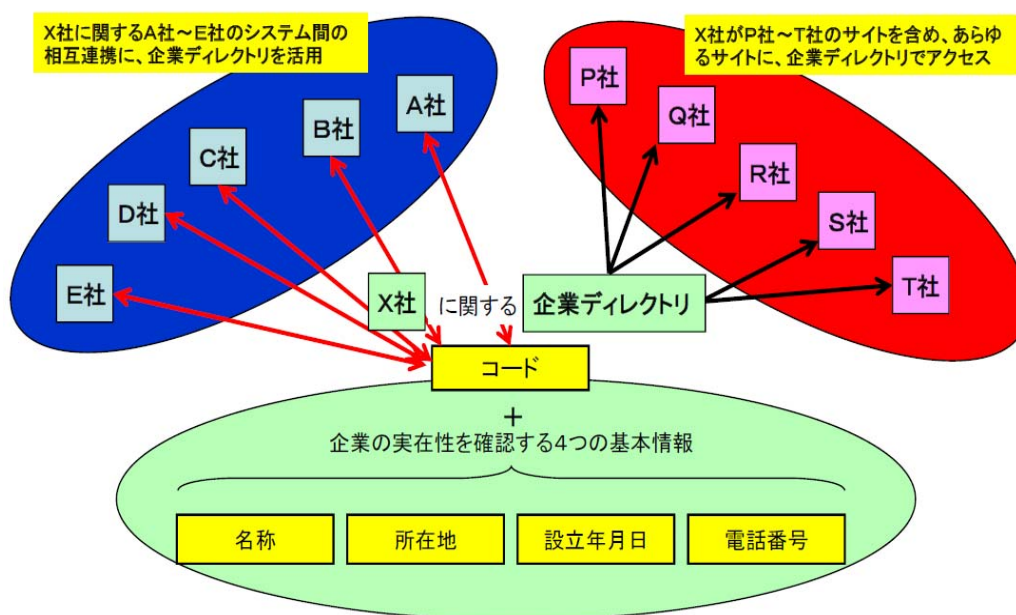 X社に関するA社～E社のシステム間の
相互連携に、企業ディレクトリを活用
X社がP社～T社のサイトを含め、あらゆ
るサイトに、企業ディレクトリでアクセス
A社
B社
C社
D社
E社
P社
Q社
R社
S社
T社
X社 に関する 企業ディレクトリ
コード
+
企業の実在性を確認する4つの基本情報
名称 所在地 設立年月日 電話番号